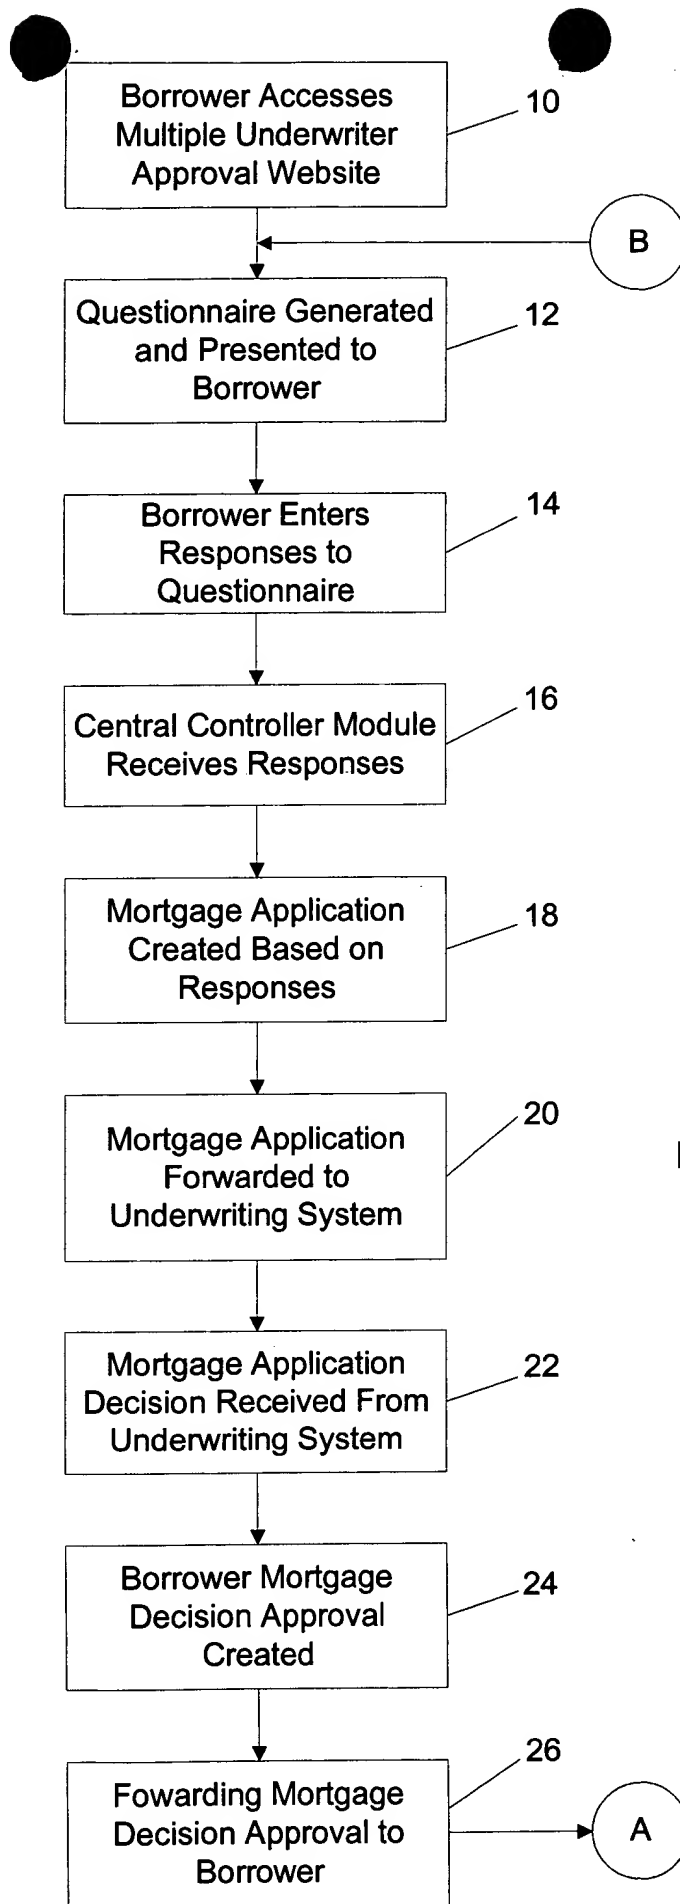 Borrower Accesses
Multiple Underwriter
Approval Website
10
B
Questionnaire Generated
and Presented to
Borrower
12
Borrower Enters
Responses to
Questionnaire
14
Central Controller Module
Receives Responses
16
Mortgage Application
Created Based on
Responses
18
Mortgage Application
Forwarded to
Underwriting System
20
Mortgage Application
Decision Received From
Underwriting System
22
Borrower Mortgage
Decision Approval
Created
24
Fowarding Mortgage
Decision Approval to
Borrower
26
A